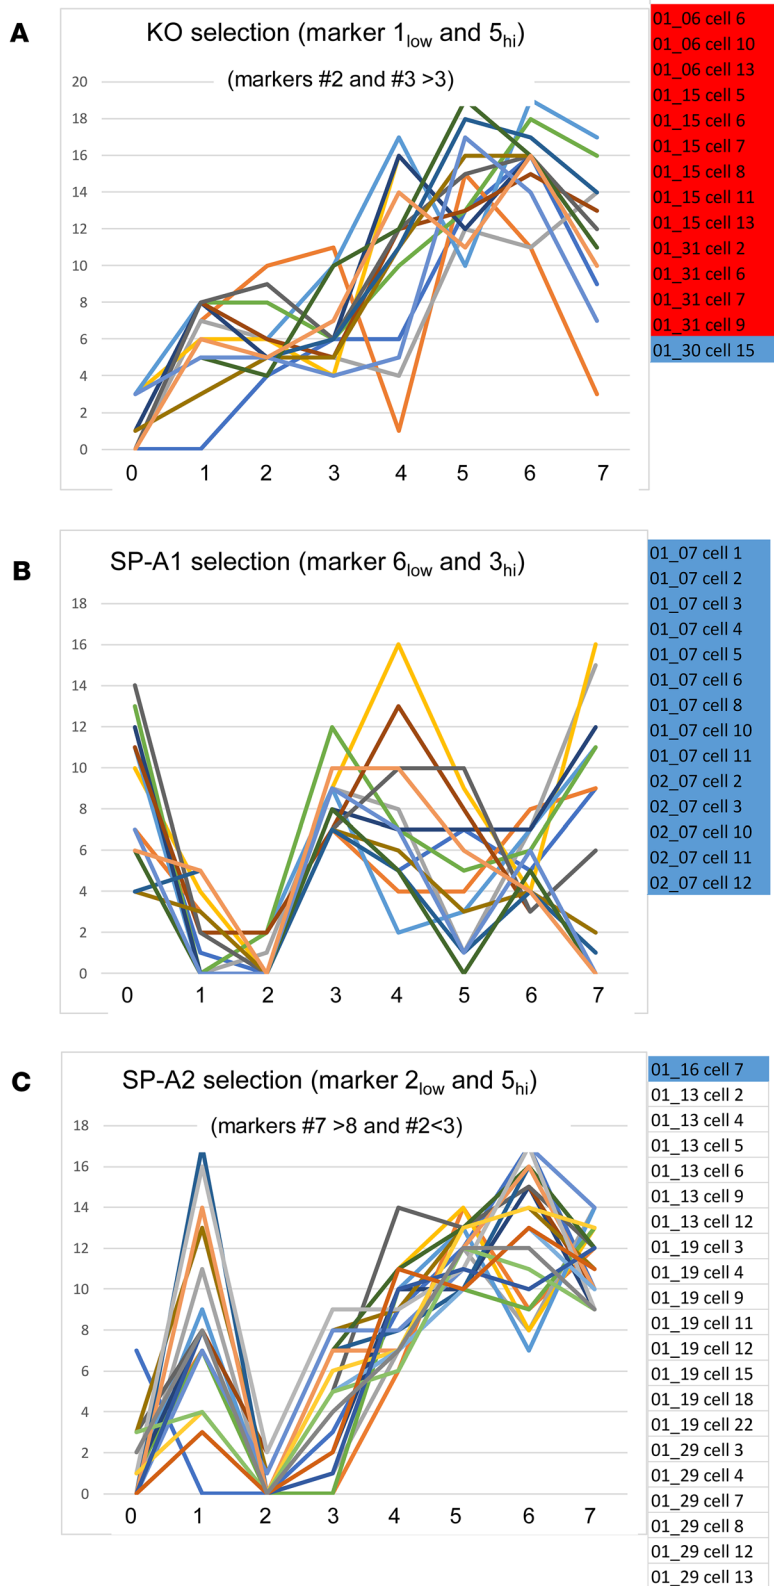 A
KO selection (marker 1low and 5hi)
(markers #2 and #3 >3)
20
18
16
14
12
10
8
6
4
2
0
0 1 2 3 4 5 6 7
01_06 cell 6
01_06 cell 10
01_06 cell 13
01_15 cell 5
01_15 cell 6
01_15 cell 7
01_15 cell 8
01_15 cell 11
01_15 cell 13
01_31 cell 2
01_31 cell 6
01_31 cell 7
01_31 cell 9
01_30 cell 15
B
SP-A1 selection (marker 6low and 3hi)
18
16
14
12
10
8
6
4
2
0
0 1 2 3 4 5 6 7
01_07 cell 1
01_07 cell 2
01_07 cell 3
01_07 cell 4
01_07 cell 5
01_07 cell 6
01_07 cell 8
01_07 cell 10
01_07 cell 11
02_07 cell 2
02_07 cell 3
02_07 cell 10
02_07 cell 11
02_07 cell 12
C
SP-A2 selection (marker 2low and 5hi)
(markers #7 >8 and #2<3)
18
16
14
12
10
8
6
4
2
0
0 1 2 3 4 5 6 7
01_16 cell 7
01_13 cell 2
01_13 cell 4
01_13 cell 5
01_13 cell 6
01_13 cell 9
01_13 cell 12
01_19 cell 3
01_19 cell 4
01_19 cell 9
01_19 cell 11
01_19 cell 12
01_19 cell 15
01_19 cell 18
01_19 cell 22
01_29 cell 3
01_29 cell 4
01_29 cell 7
01_29 cell 8
01_29 cell 12
01_29 cell 13